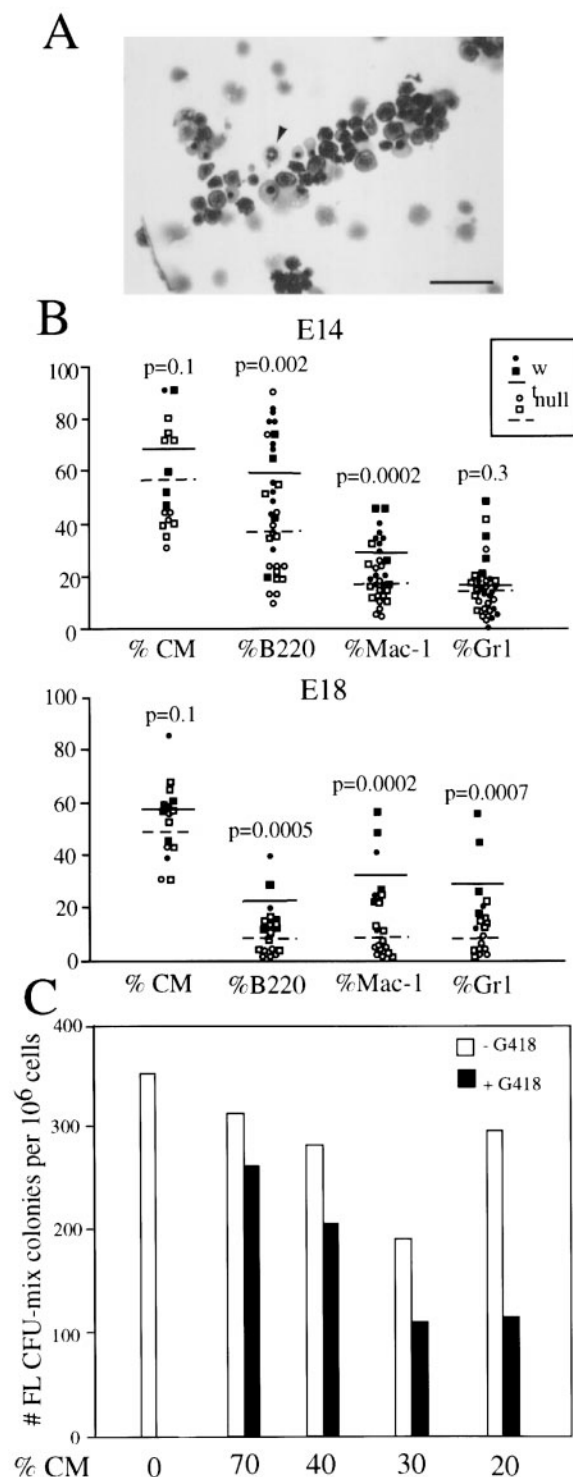 A
B
E14
p=0.1 p=0.002 p=0.0002 p=0.3
w
t
null
100
80
60
40
20
0
% CM %B220 %Mac-1 %Gr1
E18
p=0.1 p=0.0005 p=0.0002 p=0.0007
100
80
60
40
20
0
% CM %B220 %Mac-1 %Gr1
C
# FL CFU-mix colonies per 10⁶ cells
400
300
200
100
0
- G418
+ G418
% CM 0 70 40 30 20